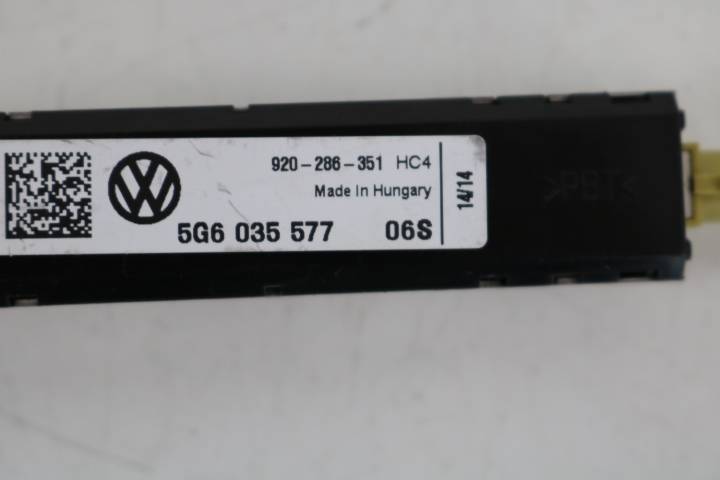 920-286-351 HC4
Made In Hungary
5G6 035 577 06S
14/14
>PBT<